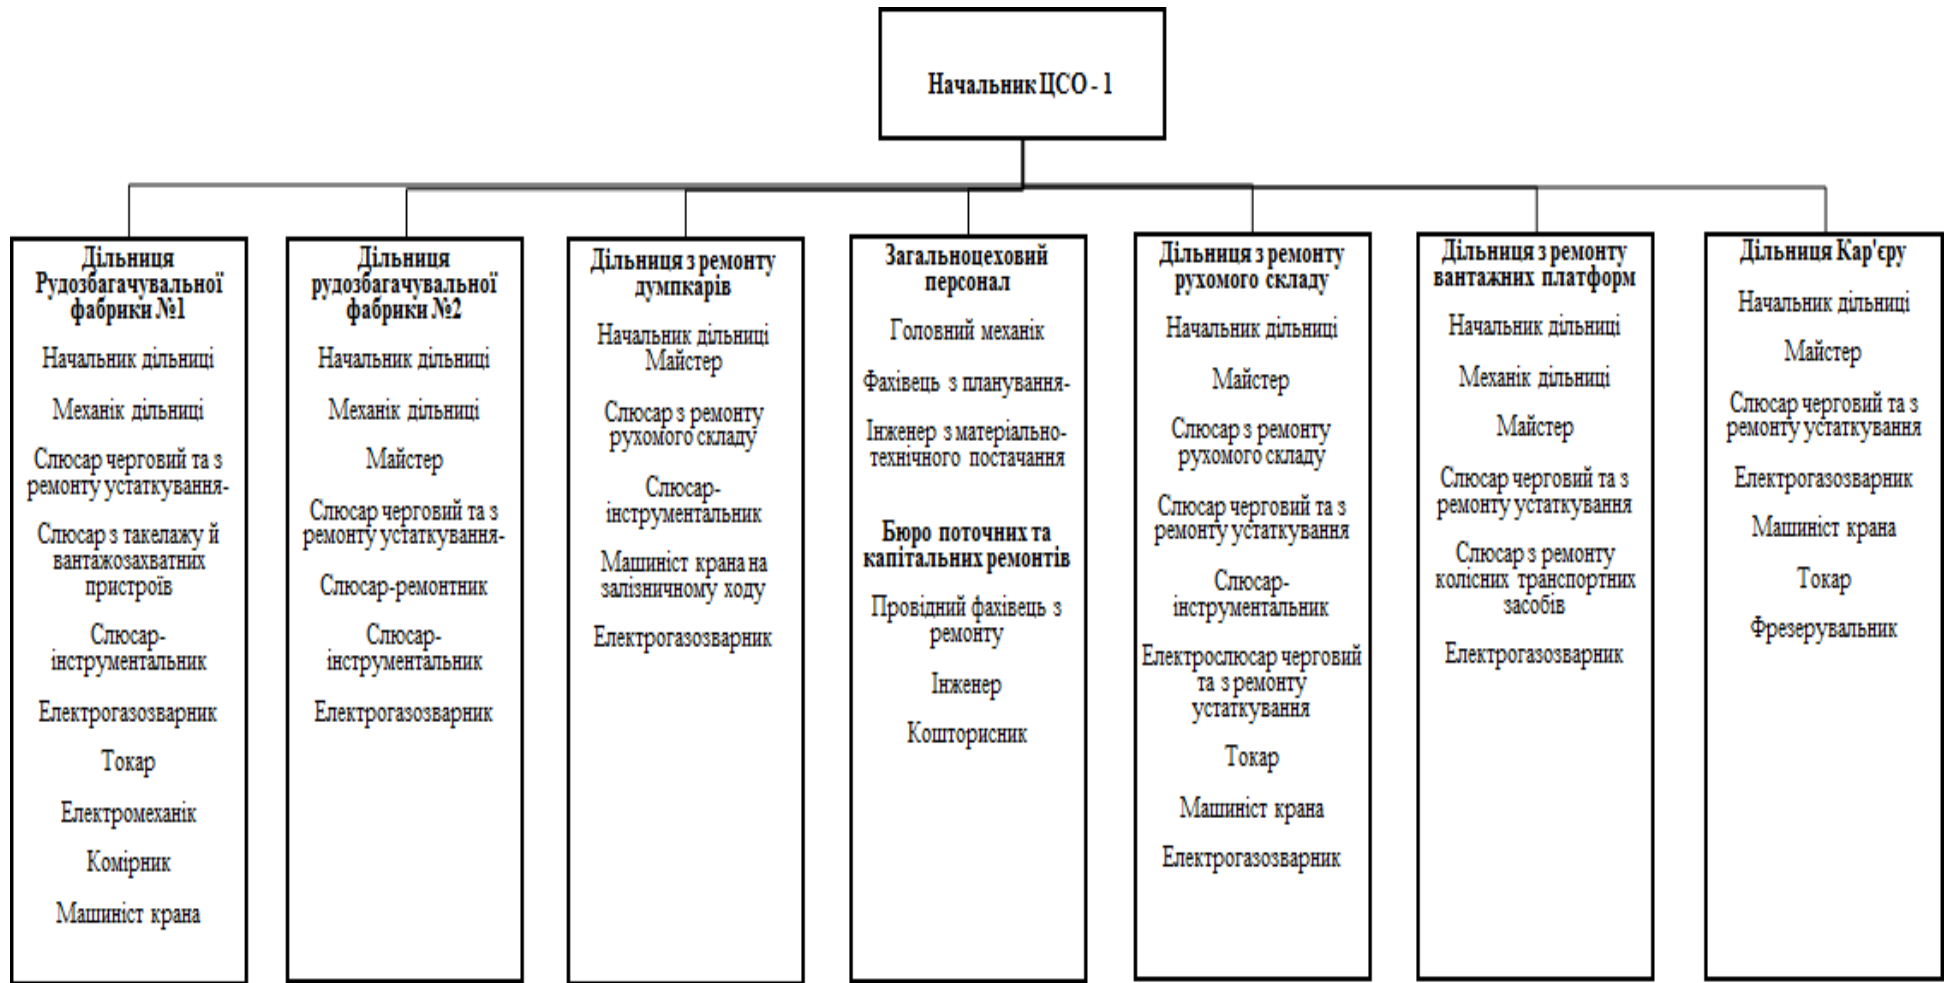 Начальник ЦСО - 1
Дільниця
Рудозбагачувальної
фабрики №1
Начальник дільниці
Механік дільниці
Слюсар черговий та з
ремонту устаткування-
Слюсар з такелажу й
вантажозахватних
пристроїв
Слюсар-
інструментальник
Електрогазозварник
Токар
Електромеханік
Комірник
Машиніст крана
Дільниця
рудозбагачувальної
фабрики №2
Начальник дільниці
Механік дільниці
Майстер
Слюсар черговий та з
ремонту устаткування-
Слюсар-ремонтник
Слюсар-
інструментальник
Електрогазозварник
Дільниця з ремонту
думпкарів
Начальник дільниці
Майстер
Слюсар з ремонту
рухомого складу
Слюсар-
інструментальник
Машиніст крана на
залізничному ходу
Електрогазозварник
Загальноцеховий
персонал
Головний механік
Фахівець з планування-
Інженер з матеріально-
технічного постачання
Бюро поточних та
капітальних ремонтів
Провідний фахівець з
ремонту
Інженер
Кошторисник
Дільниця з ремонту
рухомого складу
Начальник дільниці
Майстер
Слюсар з ремонту
рухомого складу
Слюсар черговий та з
ремонту устаткування
Слюсар-
інструментальник
Електрослюсар черговий
та з ремонту
устаткування
Токар
Машиніст крана
Електрогазозварник
Дільниця з ремонту
вантажних платформ
Начальник дільниці
Механік дільниці
Майстер
Слюсар черговий та з
ремонту устаткування
Слюсар з ремонту
колісних транспортних
засобів
Електрогазозварник
Дільниця Кар'єру
Начальник дільниці
Майстер
Слюсар черговий та з
ремонту устаткування
Електрогазозварник
Машиніст крана
Токар
Фрезерувальник